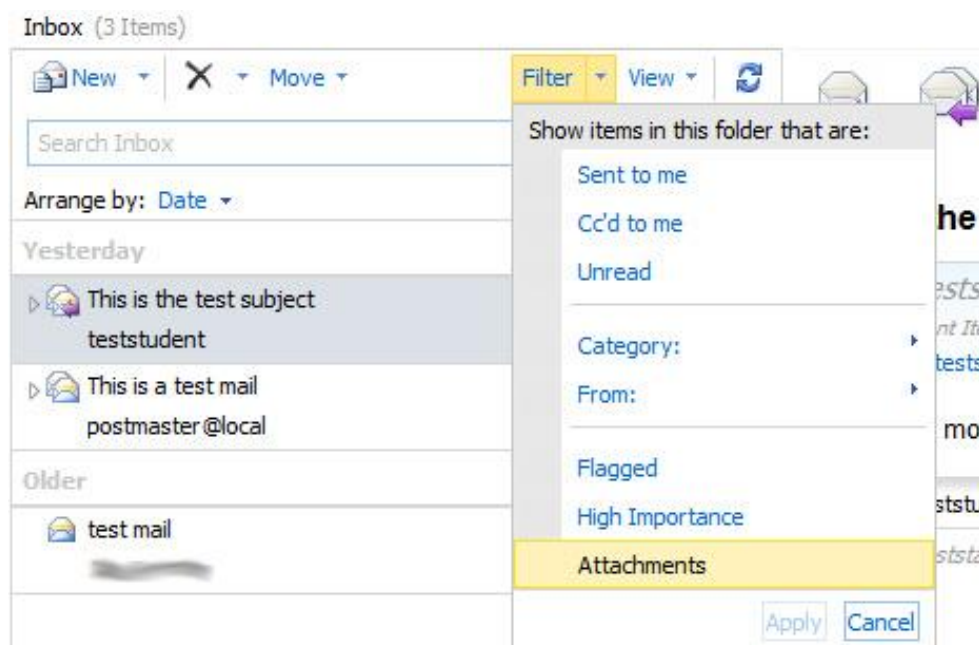 Inbox (3 Items)
New Move Filter View
Show items in this folder that are:
Search Inbox
Sent to me
Arrange by: Date
Cc'd to me
he
Yesterday
Unread
This is the test subject
teststudent
Category:
From:
This is a test mail
postmaster@local
mo
Older
Flagged
High Importance
test mail
Attachments
Apply Cancel